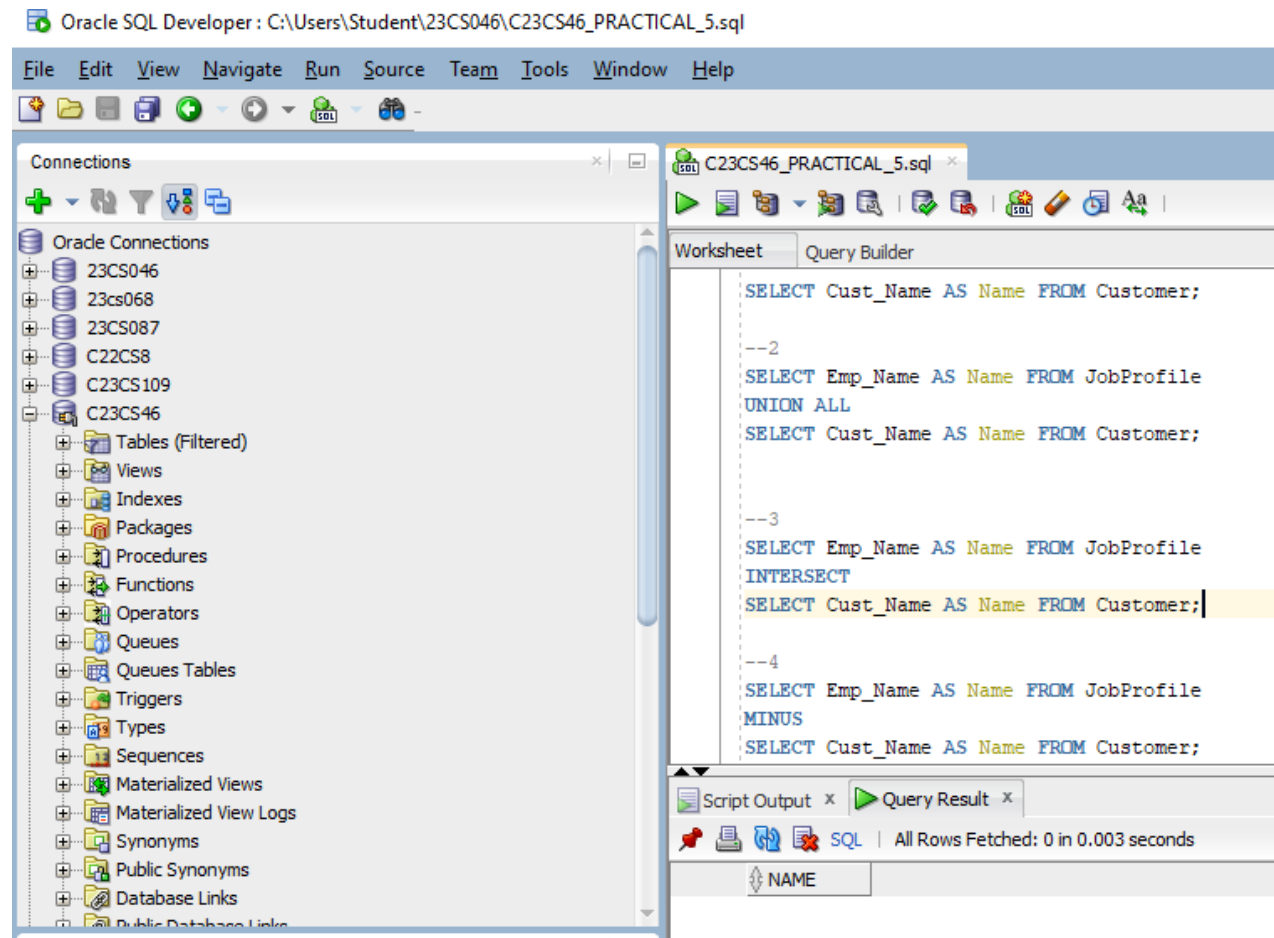 Oracle SQL Developer : C:\Users\Student\23CS046\C23CS46_PRACTICAL_5.sql
File Edit View Navigate Run Source Team Tools Window Help
Connections
Oracle Connections
23CS046
23cs068
23CS087
C22CS8
C23CS109
C23CS46
Tables (Filtered)
Views
Indexes
Packages
Procedures
Functions
Operators
Queues
Queues Tables
Triggers
Types
Sequences
Materialized Views
Materialized View Logs
Synonyms
Public Synonyms
Database Links
Public Database Links
C23CS46_PRACTICAL_5.sql
Worksheet Query Builder
SELECT Cust_Name AS Name FROM Customer;
--2
SELECT Emp_Name AS Name FROM JobProfile
UNION ALL
SELECT Cust_Name AS Name FROM Customer;
--3
SELECT Emp_Name AS Name FROM JobProfile
INTERSECT
SELECT Cust_Name AS Name FROM Customer;
--4
SELECT Emp_Name AS Name FROM JobProfile
MINUS
SELECT Cust_Name AS Name FROM Customer;
Script Output x Query Result x
SQL | All Rows Fetched: 0 in 0.003 seconds
NAME